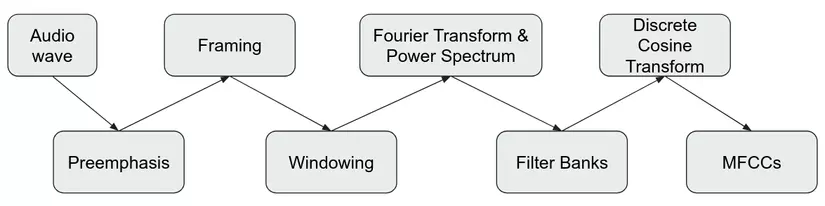 Audio
wave
Framing
Fourier Transform &
Power Spectrum
Discrete
Cosine
Transform
Preemphasis
Windowing
Filter Banks
MFCCs